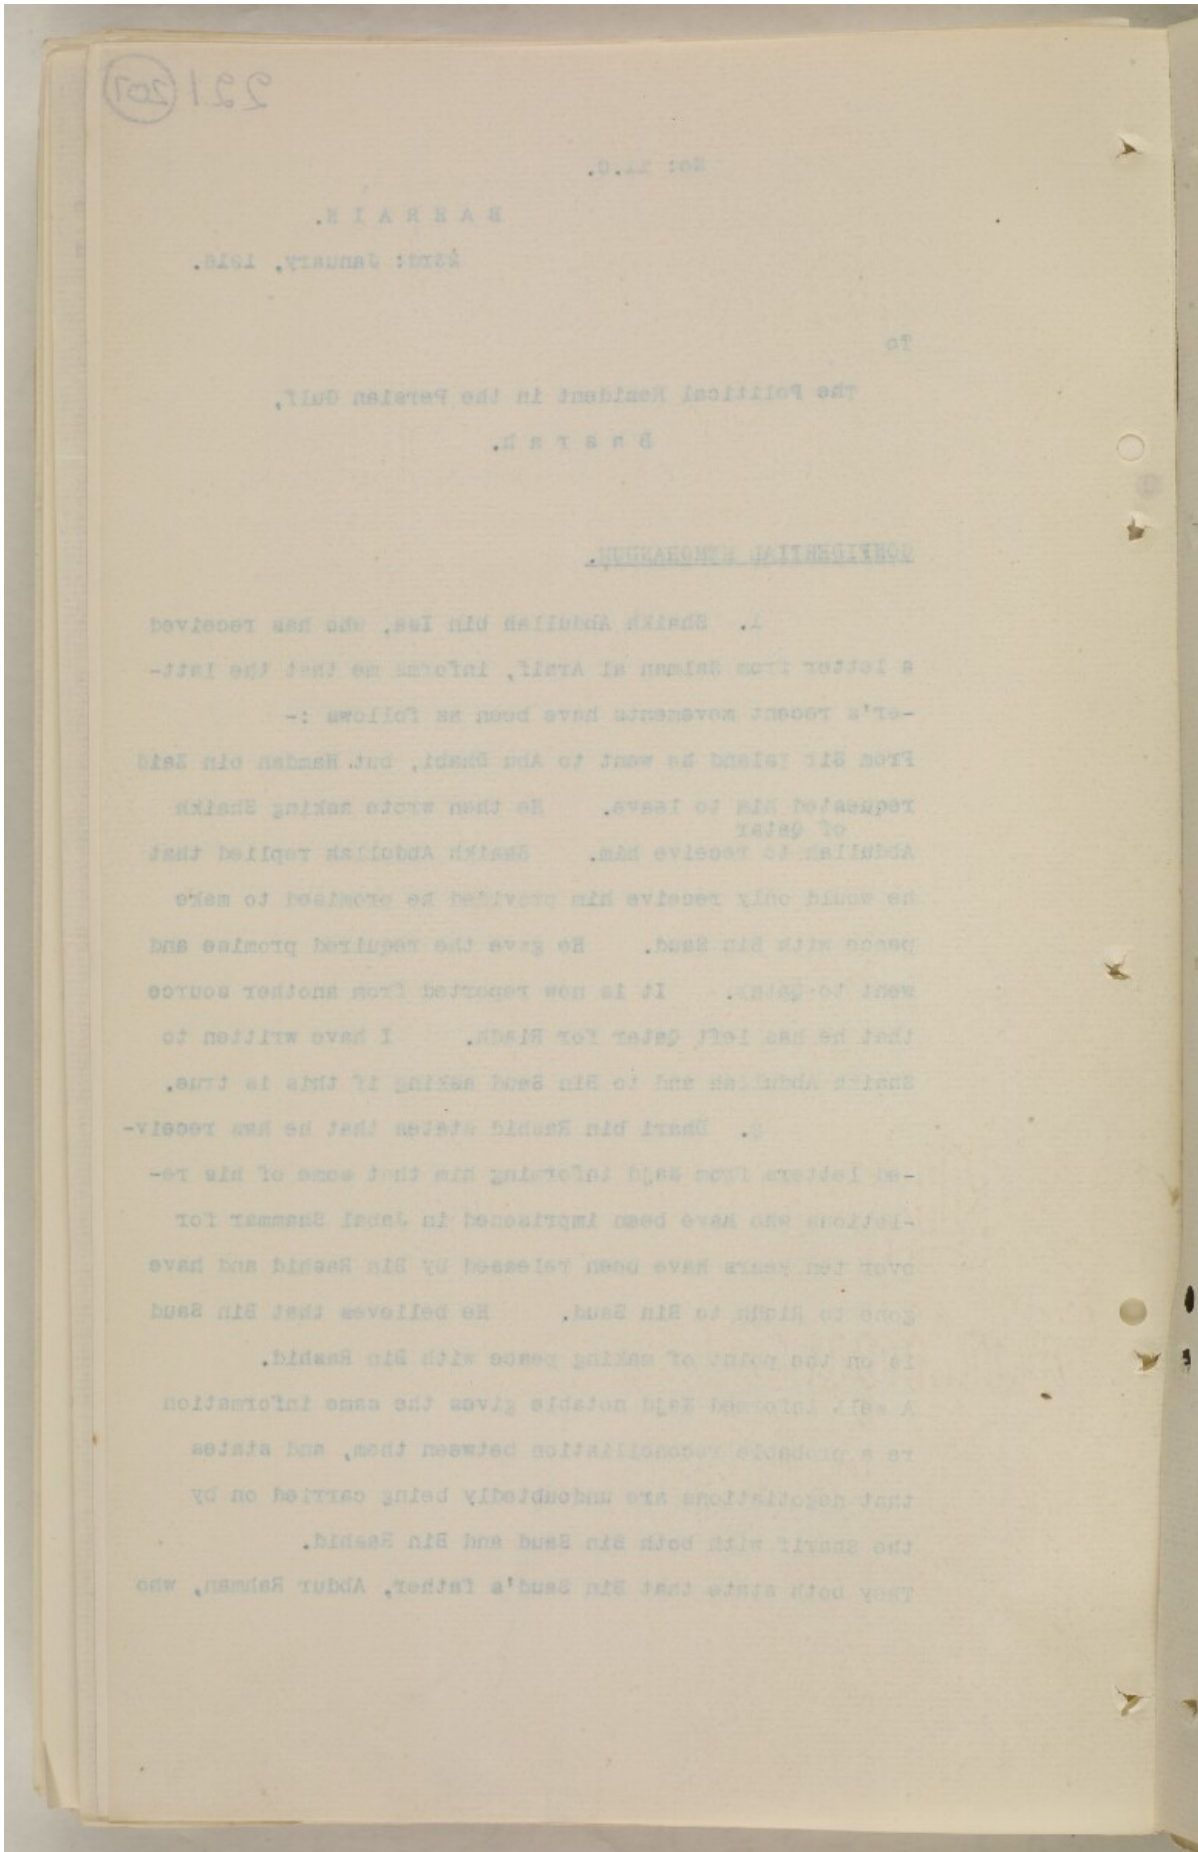 221 (207)
No: 11.C.
B A H R A I N.
23rd: January, 1916.
To
The Political Resident in the Persian Gulf,
B a s r a h.
CONFIDENTIAL MEMORANDUM.
1. Shaikh Abdullah bin Isa, who has received
a letter from Salman al Araif, informs me that the latt-
-er's recent movements have been as follows :-
From Sir Island he went to Abu Dhabi, but Hamdan bin Zaid
requested him to leave. He then wrote asking Shaikh
of Qatar
Abdullah to receive him. Shaikh Abdullah replied that
he would only receive him provided he promised to make
peace with Bin Saud. He gave the required promise and
went to Qatar. It is now reported from another source
that he has left Qatar for Riadh. I have written to
Shaikh Abdullah and to Bin Saud asking if this is true.
2. Dhari bin Rashid states that he has receiv-
-ed letters from Najd informing him that some of his re-
-lations who have been imprisoned in Jabal Shammar for
over ten years have been released by Bin Rashid and have
gone to Riadh to Bin Saud. He believes that Bin Saud
is on the point of making peace with Bin Rashid.
A well informed Najd notable gives the same information
re a probable reconciliation between them, and states
that negotiations are undoubtedly being carried on by
the Sharif with both Bin Saud and Bin Rashid.
They both state that Bin Saud's father, Abdur Rahman, who